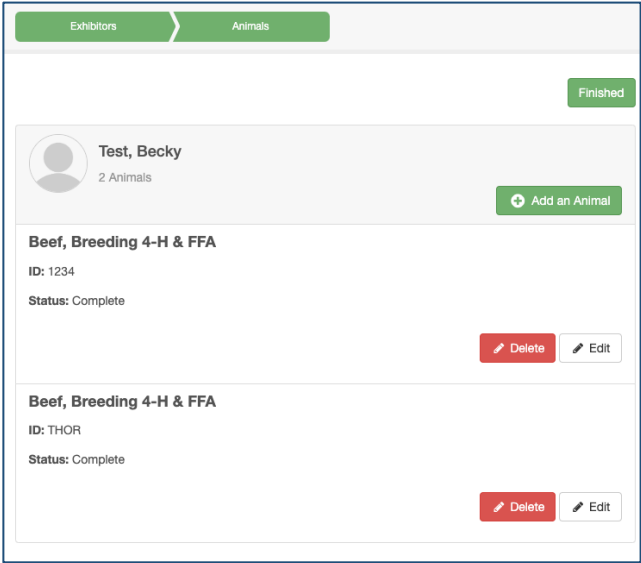 Exhibitors
Animals
Finished
Test, Becky
2 Animals
Add an Animal
Beef, Breeding 4-H & FFA
ID: 1234
Status: Complete
Delete
Edit
Beef, Breeding 4-H & FFA
ID: THOR
Status: Complete
Delete
Edit